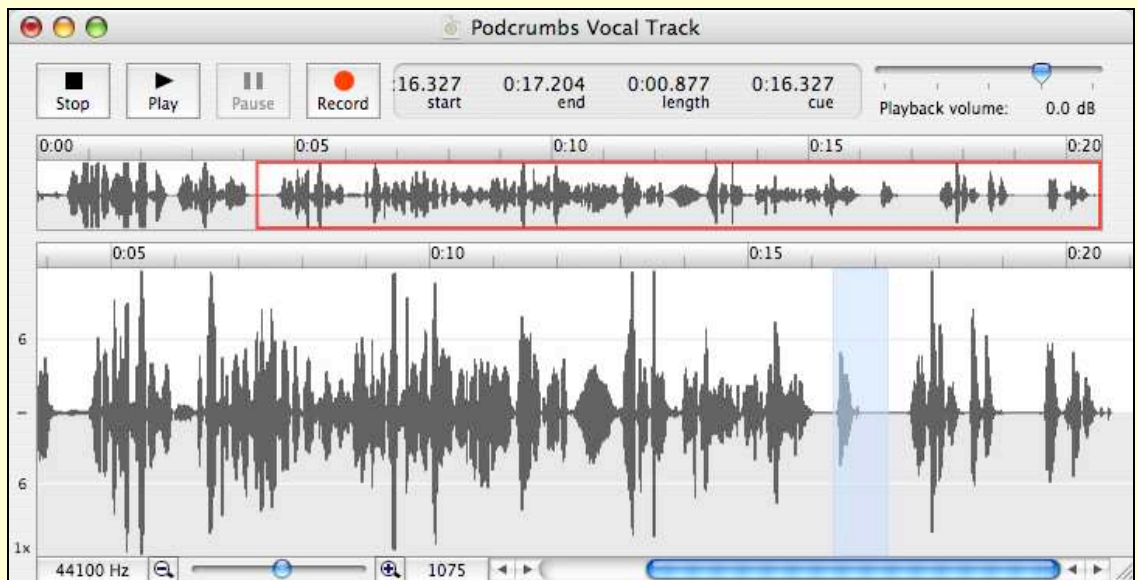 Podcrumbs Vocal Track
:16.327 0:17.204 0:00.877 0:16.327
Stop Play Pause Record start end length cue Playback volume: 0.0 dB
0:00 0:05 0:10 0:15 0:20
0:05 0:10 0:15 0:20
6
6
1x
44100 Hz 1075